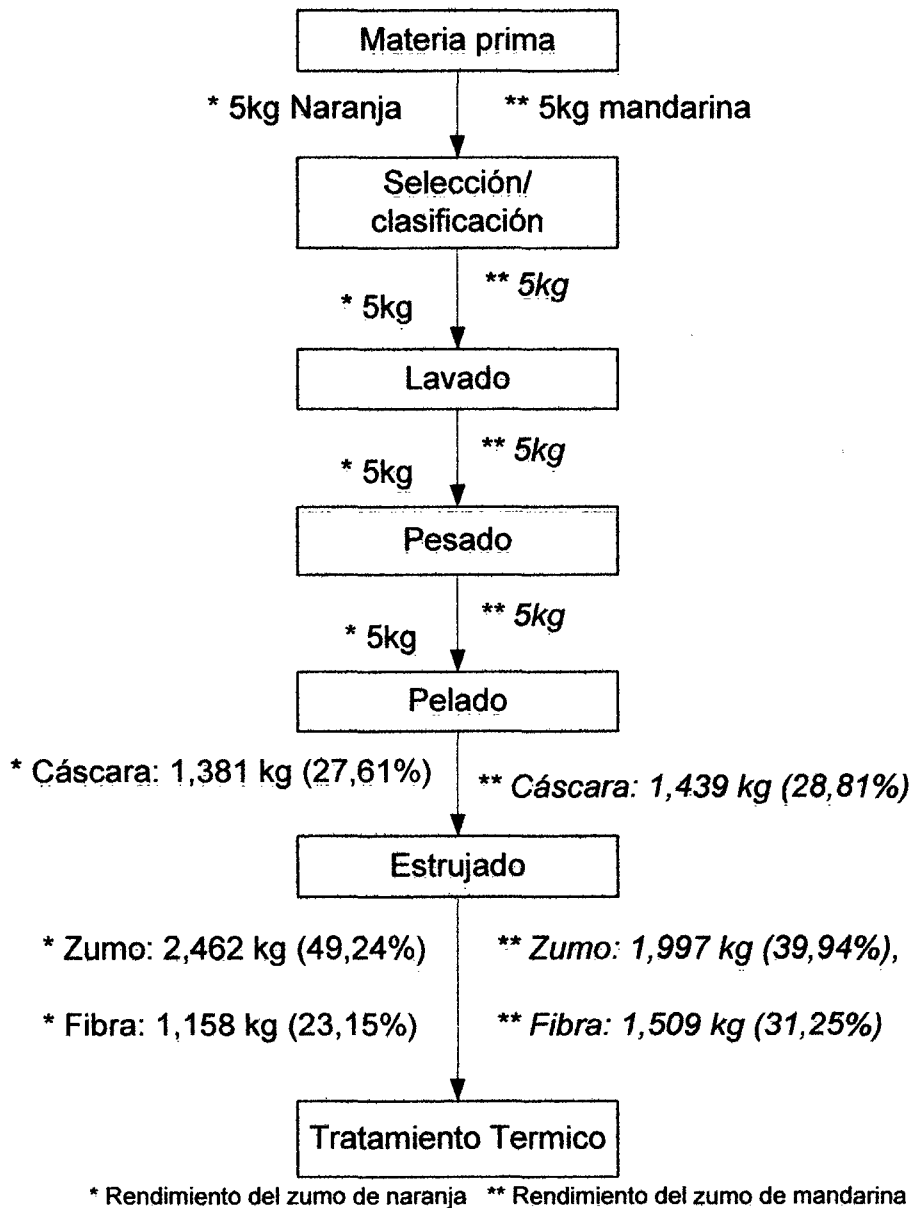 Materia prima
* 5kg Naranja ** 5kg mandarina
Selección/
clasificación
** 5kg
* 5kg
Lavado
** 5kg
* 5kg
Pesado
** 5kg
* 5kg
Pelado
* Cáscara: 1,381 kg (27,61%)
** Cáscara: 1,439 kg (28,81%)
Estrujado
* Zumo: 2,462 kg (49,24%) ** Zumo: 1,997 kg (39,94%),
* Fibra: 1,158 kg (23,15%) ** Fibra: 1,509 kg (31,25%)
Tratamiento Termico
* Rendimiento del zumo de naranja ** Rendimiento del zumo de mandarina